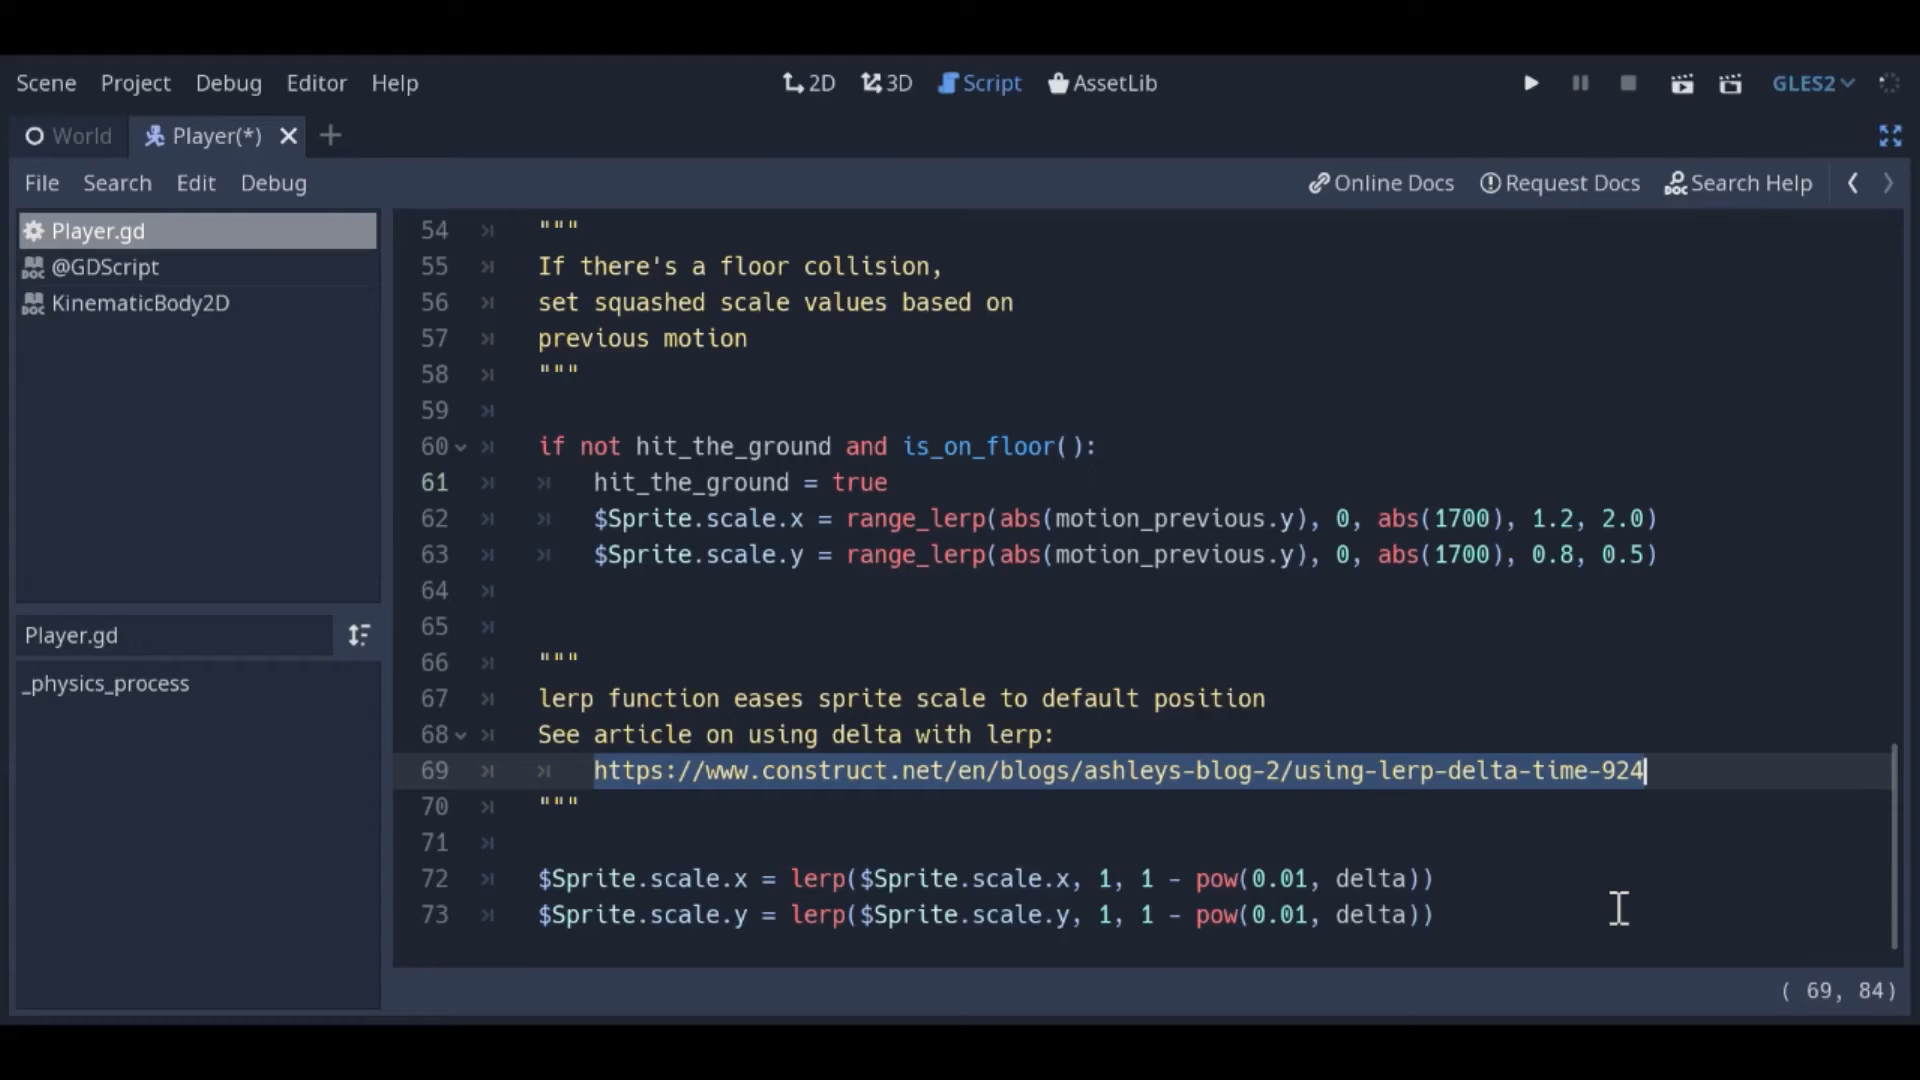 Scene Project Debug Editor Help 2D 3D Script AssetLib GLES2
World Player(*)
File Search Edit Debug Online Docs Request Docs Search Help
Player.gd
DOC @GDScript
DOC KinematicBody2D
Player.gd
_physics_process
54 """
55 If there's a floor collision,
56 set squashed scale values based on
57 previous motion
58 """
59
60 if not hit_the_ground and is_on_floor():
61 hit_the_ground = true
62 $Sprite.scale.x = range_lerp(abs(motion_previous.y), 0, abs(1700), 1.2, 2.0)
63 $Sprite.scale.y = range_lerp(abs(motion_previous.y), 0, abs(1700), 0.8, 0.5)
64
65
66 """
67 lerp function eases sprite scale to default position
68 See article on using delta with lerp:
69 https://www.construct.net/en/blogs/ashleys-blog-2/using-lerp-delta-time-924
70 """
71
72 $Sprite.scale.x = lerp($Sprite.scale.x, 1, 1 - pow(0.01, delta))
73 $Sprite.scale.y = lerp($Sprite.scale.y, 1, 1 - pow(0.01, delta))
( 69, 84)